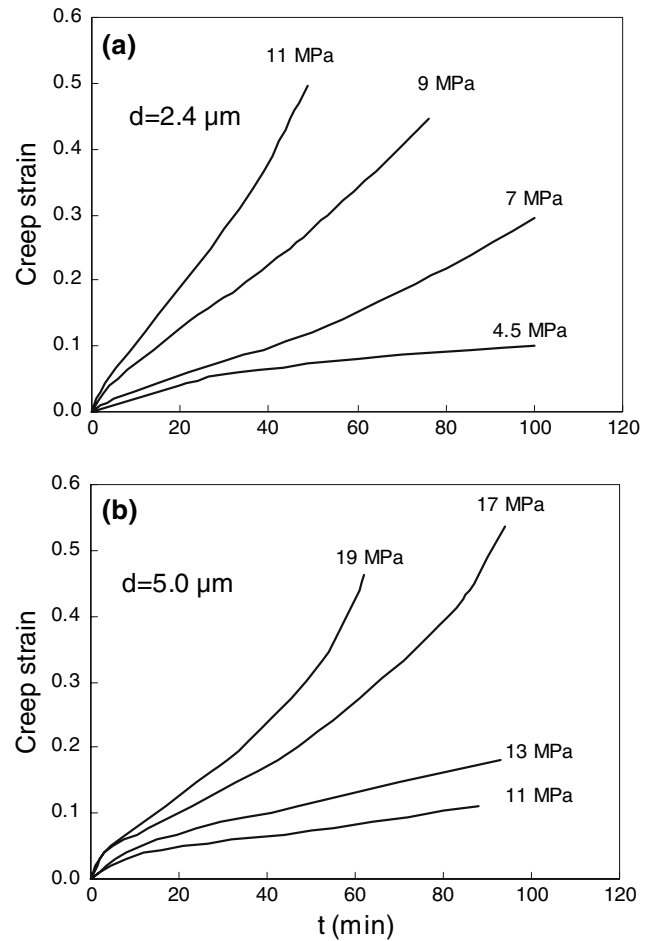 0.6
(a)
11 MPa
9 MPa
0.5
d=2.4 μm
0.4
7 MPa
0.3
0.2
4.5 MPa
0.1
0.0
0 20 40 60 80 100 120
Creep strain
0.6
(b)
17 MPa
0.5
19 MPa
d=5.0 μm
0.4
0.3
0.2
13 MPa
11 MPa
0.1
0.0
0 20 40 60 80 100 120
Creep strain
t (min)